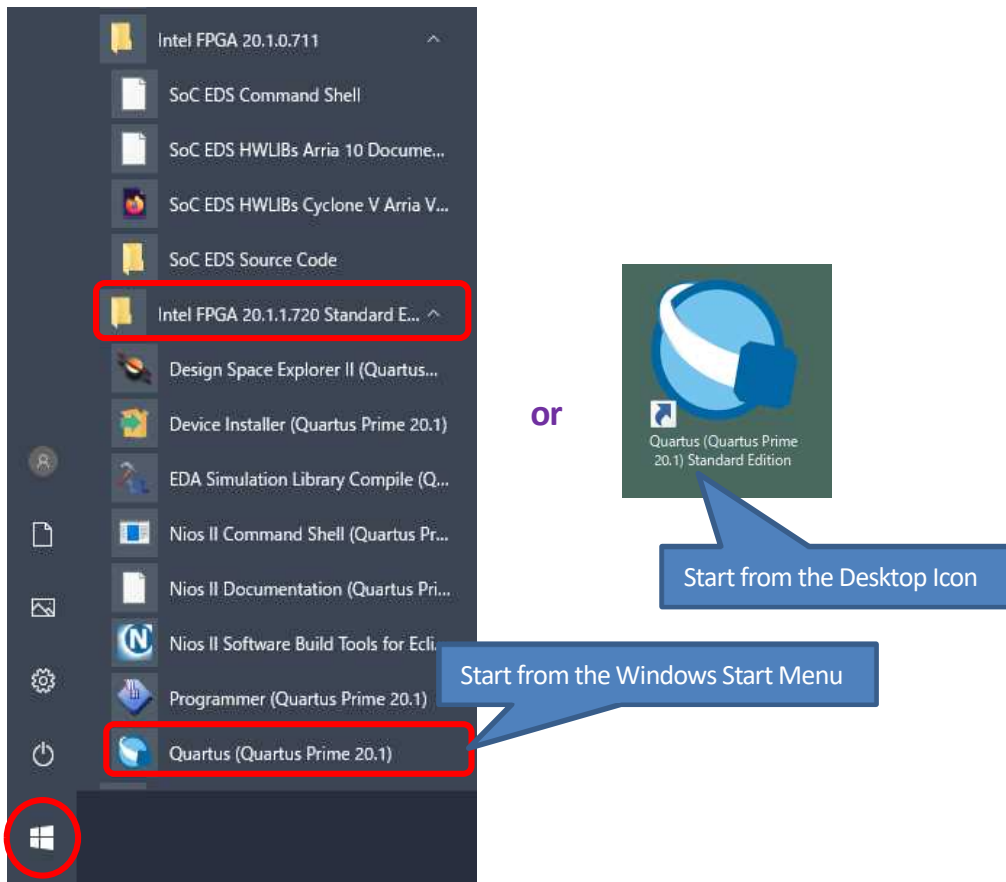 Intel FPGA 20.1.0.711
SoC EDS Command Shell
SoC EDS HWLIBs Arria 10 Docume...
SoC EDS HWLIBs Cyclone V Arria V...
SoC EDS Source Code
Intel FPGA 20.1.1.720 Standard E...
Design Space Explorer II (Quartus...
Device Installer (Quartus Prime 20.1)
EDA Simulation Library Compile (Q...
Nios II Command Shell (Quartus Pr...
Nios II Documentation (Quartus Pri...
Nios II Software Build Tools for Ecli...
Programmer (Quartus Prime 20.1)
Quartus (Quartus Prime 20.1)
or
Quartus (Quartus Prime
20.1) Standard Edition
Start from the Desktop Icon
Start from the Windows Start Menu